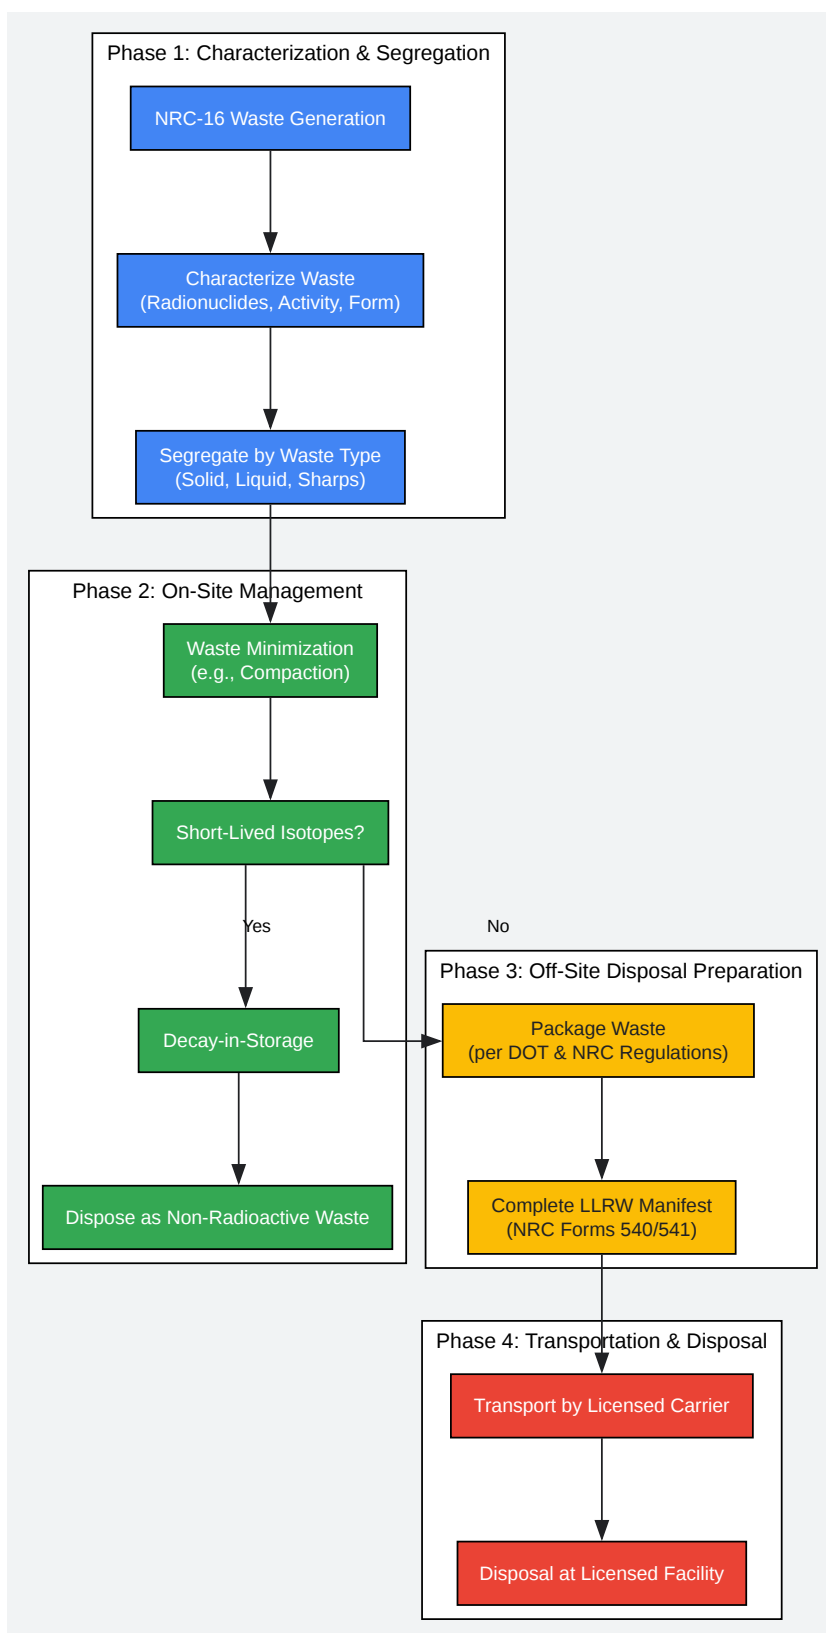 Phase 1: Characterization & Segregation
NRC-16 Waste Generation
Characterize Waste
(Radionuclides, Activity, Form)
Segregate by Waste Type
(Solid, Liquid, Sharps)
Phase 2: On-Site Management
Waste Minimization
(e.g., Compaction)
Short-Lived Isotopes?
Yes
No
Decay-in-Storage
Dispose as Non-Radioactive Waste
Phase 3: Off-Site Disposal Preparation
Package Waste
(per DOT & NRC Regulations)
Complete LLRW Manifest
(NRC Forms 540/541)
Phase 4: Transportation & Disposal
Transport by Licensed Carrier
Disposal at Licensed Facility